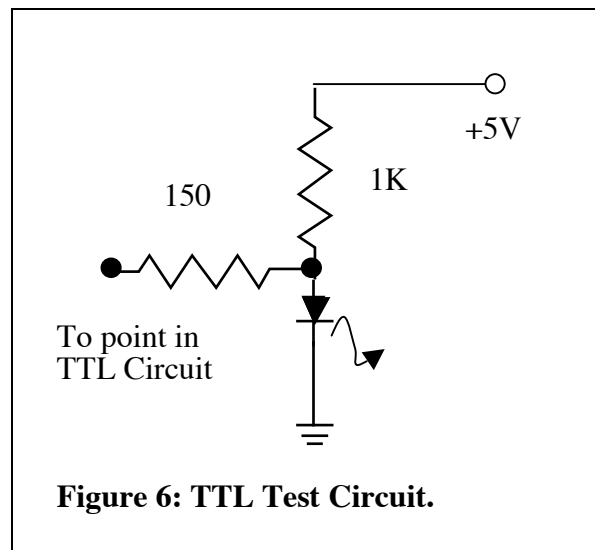 +5V
150
1K
To point in
TTL Circuit
Figure 6: TTL Test Circuit.